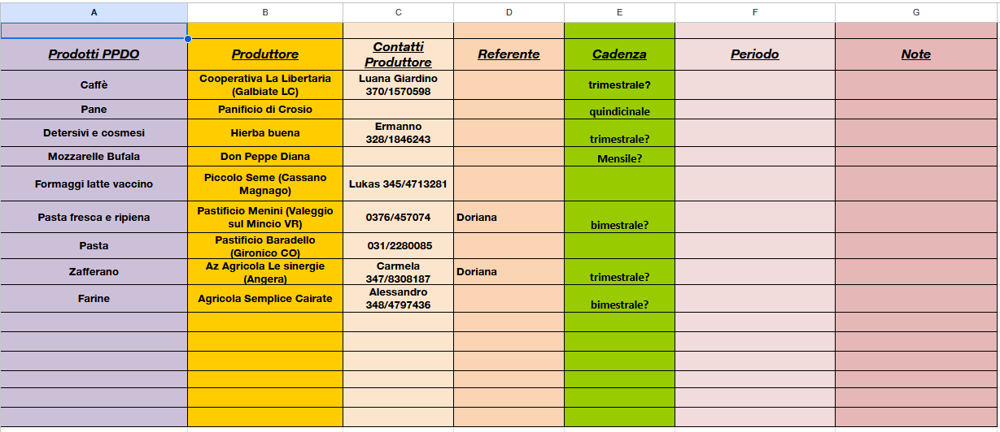 A B C D E F G
Prodotti PPDO Produttore Contatti Produttore Referente Cadenza Periodo Note
Caffè Cooperativa La Libertaria (Galbiate LC) Luana Giardino 370/1570598 trimestrale?
Pane Panificio di Crosio quindicinale
Detersivi e cosmesi Hierba buena Ermanno 328/1846243 trimestrale?
Mozzarelle Bufala Don Peppe Diana Mensile?
Formaggi latte vaccino Piccolo Seme (Cassano Magnago) Lukas 345/4713281
Pasta fresca e ripiena Pastificio Menini (Valeggio sul Mincio VR) 0376/457074 Doriana bimestrale?
Pasta Pastificio Baradello (Gironico CO) 031/2280085
Zafferano Az Agricola Le sinergie (Angera) Carmela 347/8308187 Doriana trimestrale?
Farine Agricola Semplice Cairate Alessandro 348/4797436 bimestrale?